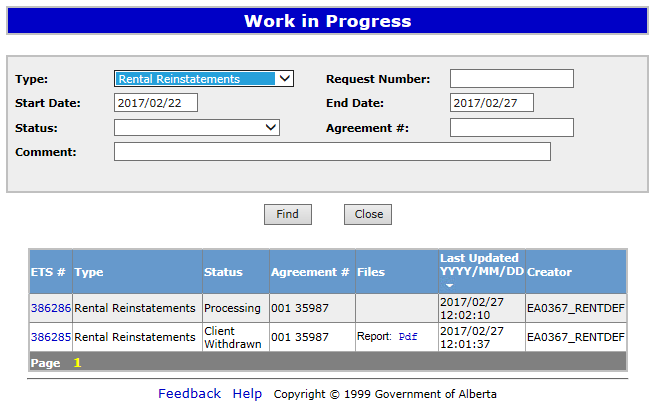 Work in Progress
Type: Rental Reinstatements Request Number:
Start Date: 2017/02/22 End Date: 2017/02/27
Status: Agreement #:
Comment:
Find Close
ETS # Type Status Agreement # Files Last Updated YYYY/MM/DD Creator
386286 Rental Reinstatements Processing 001 35987 2017/02/27 12:02:10 EA0367_RENTDEF
386285 Rental Reinstatements Client Withdrawn 001 35987 Report: Pdf 2017/02/27 12:01:37 EA0367_RENTDEF
Page 1
Feedback Help Copyright © 1999 Government of Alberta